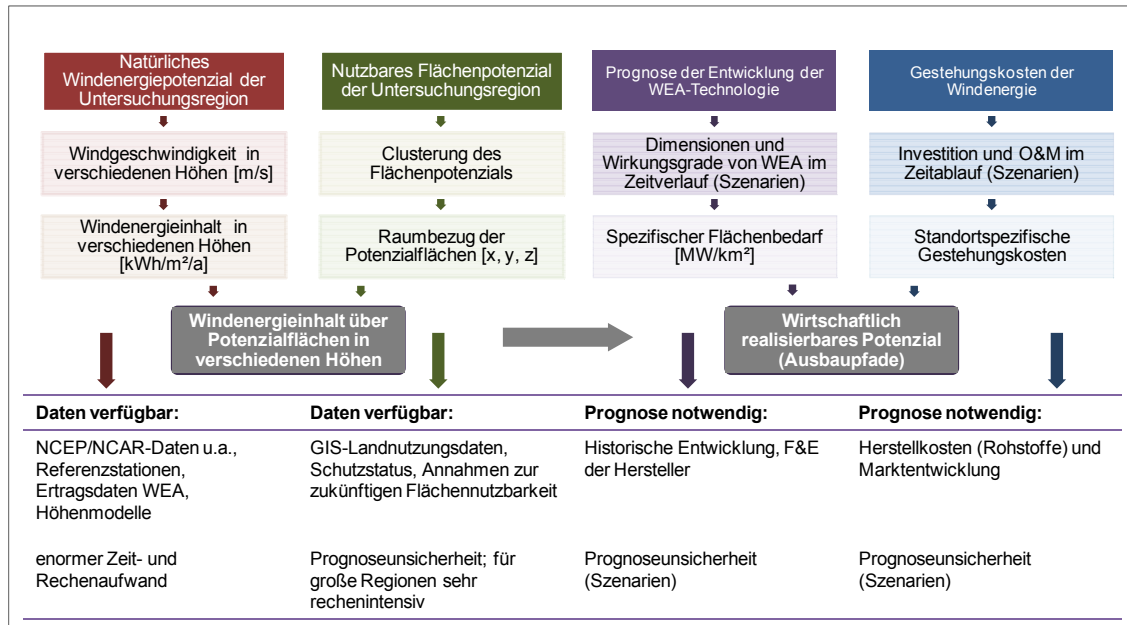 Natürliches
Windenergiepotenzial der
Untersuchungsregion
Nutzbares Flächenpotenzial
der Untersuchungsregion
Prognose der Entwicklung der
WEA-Technologie
Gestehungskosten der
Windenergie
Windgeschwindigkeit in
verschiedenen Höhen [m/s]
Clusterung des
Flächenpotenzials
Dimensionen und
Wirkungsgrade von WEA im
Zeitverlauf (Szenarien)
Investition und O&M im
Zeitablauf (Szenarien)
Windenergieinhalt in
verschiedenen Höhen
[kWh/m²/a]
Raumbezug der
Potenzialflächen [x, y, z]
Spezifischer Flächenbedarf
[MW/km²]
Standortspezifische
Gestehungskosten
Windenergieinhalt über
Potenzialflächen in
verschiedenen Höhen
Wirtschaftlich
realisierbares Potenzial
(Ausbaupfade)
Daten verfügbar:
Daten verfügbar:
Prognose notwendig:
Prognose notwendig:
NCEP/NCAR-Daten u.a.,
Referenzstationen,
Ertragsdaten WEA,
Höhenmodelle
GIS-Landnutzungsdaten,
Schutzstatus, Annahmen zur
zukünftigen Flächennutzbarkeit
Historische Entwicklung, F&E
der Hersteller
Herstellkosten (Rohstoffe) und
Marktentwicklung
enormer Zeit- und
Rechenaufwand
Prognoseunsicherheit; für
große Regionen sehr
rechenintensiv
Prognoseunsicherheit
(Szenarien)
Prognoseunsicherheit
(Szenarien)